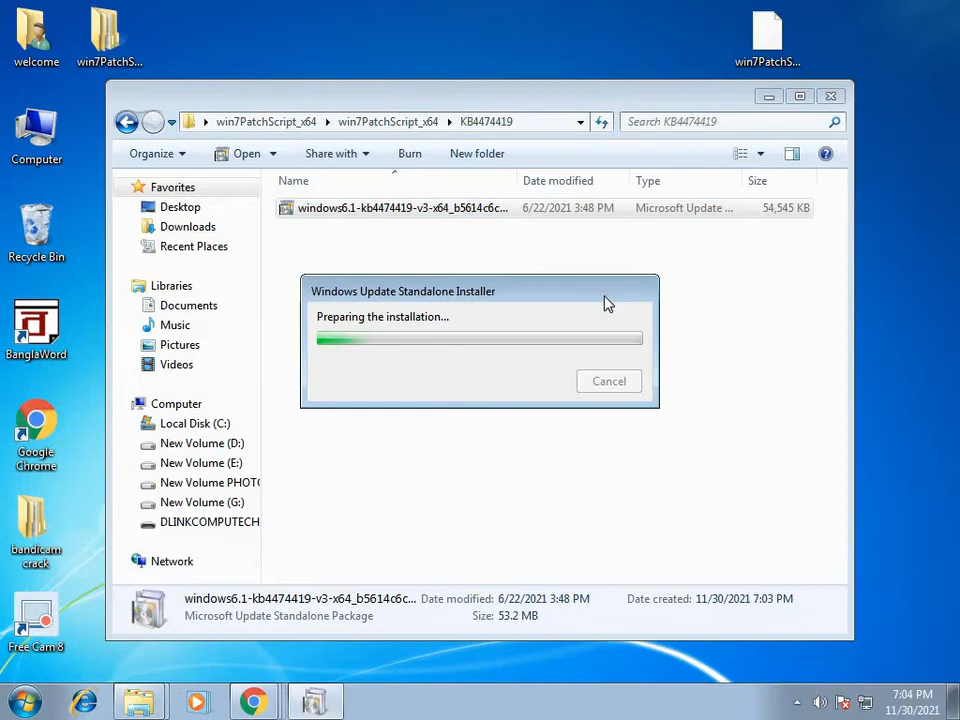 welcome
win7PatchS...
win7PatchS...
Computer
Recycle Bin
BanglaWord
Google
Chrome
bandicam
crack
Free Cam 8
win7PatchScript_x64
win7PatchScript_x64
KB4474419
Search KB4474419
Organize
Open
Share with
Burn
New folder
Favorites
Desktop
Downloads
Recent Places
Libraries
Documents
Music
Pictures
Videos
Computer
Local Disk (C:)
New Volume (D:)
New Volume (E:)
New Volume PHOTO
New Volume (G:)
DLINKCOMPUTECH
Network
Name
Date modified
Type
Size
windows6.1-kb4474419-v3-x64_b5614c6c...
6/22/2021 3:48 PM
Microsoft Update ...
54,545 KB
Windows Update Standalone Installer
Preparing the installation...
Cancel
windows6.1-kb4474419-v3-x64_b5614c6c... Date modified: 6/22/2021 3:48 PM Date created: 11/30/2021 7:03 PM
Microsoft Update Standalone Package Size: 53.2 MB
7:04 PM
11/30/2021